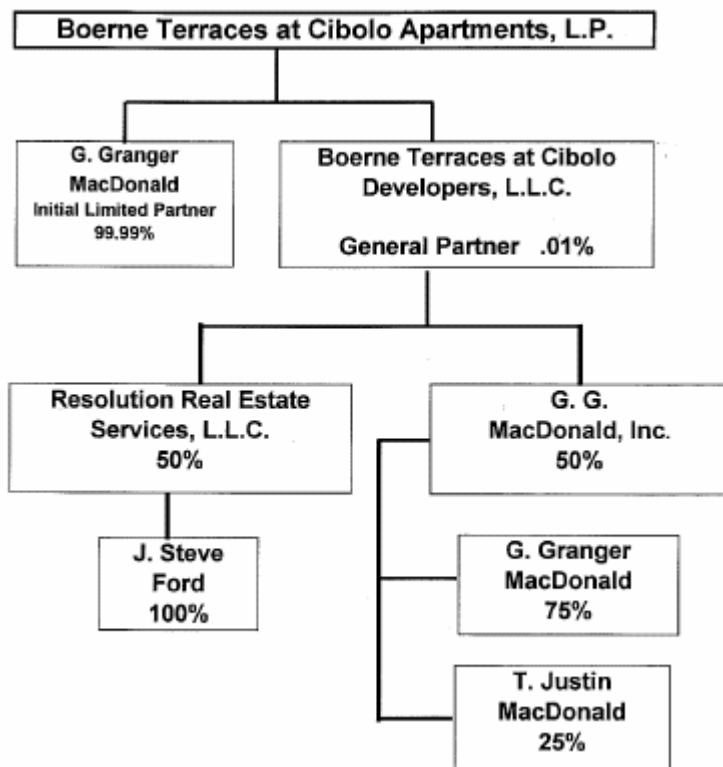 Boerne Terraces at Cibolo Apartments, L.P.
G. Granger
MacDonald
Initial Limited Partner
99.99%
Boerne Terraces at Cibolo
Developers, L.L.C.
General Partner .01%
Resolution Real Estate
Services, L.L.C.
50%
G. G.
MacDonald, Inc.
50%
J. Steve
Ford
100%
G. Granger
MacDonald
75%
T. Justin
MacDonald
25%